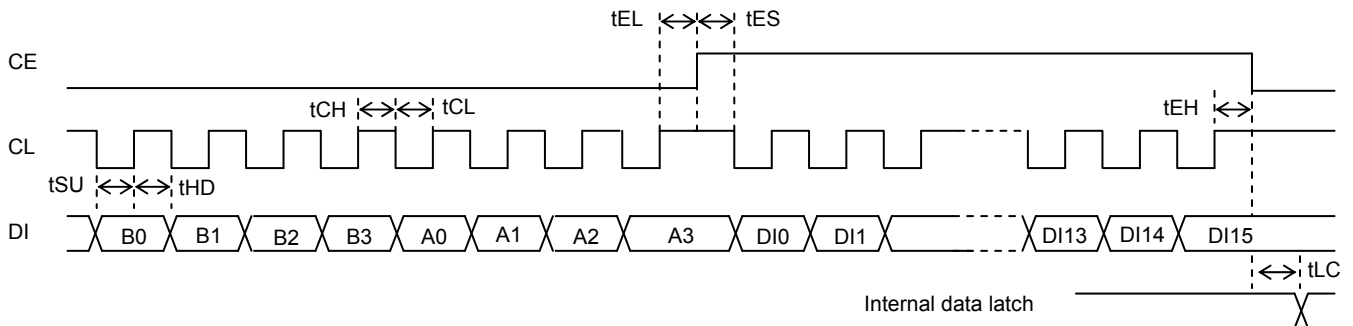 tEL tES
CE
tCH tCL tEH
CL
tSU tHD
DI B0 B1 B2 B3 A0 A1 A2 A3 DI0 DI1 DI13 DI14 DI15
tLC
Internal data latch